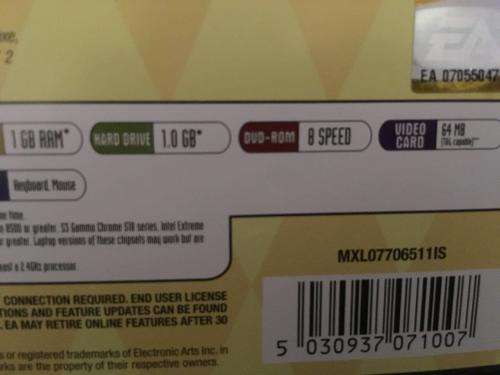 2
EA
EA 07055047
1 GB RAM*
HARD DRIVE 1.0 GB*
DVD-ROM 8 SPEED
VIDEO CARD 64 MB
Keyboard, Mouse
time.
8500 or greater. S3 Gamma Chrome S18 series. Intel Extreme
or greater. Laptop versions of these chipsets may work but are
a 2.4GHz processor
MXL07706511IS
CONNECTION REQUIRED. END USER LICENSE
AND FEATURE UPDATES CAN BE FOUND
EA MAY RETIRE ONLINE FEATURES AFTER 30
5 030937 071007
or registered trademarks of Electronic Arts Inc. in
are the property of their respective owners.